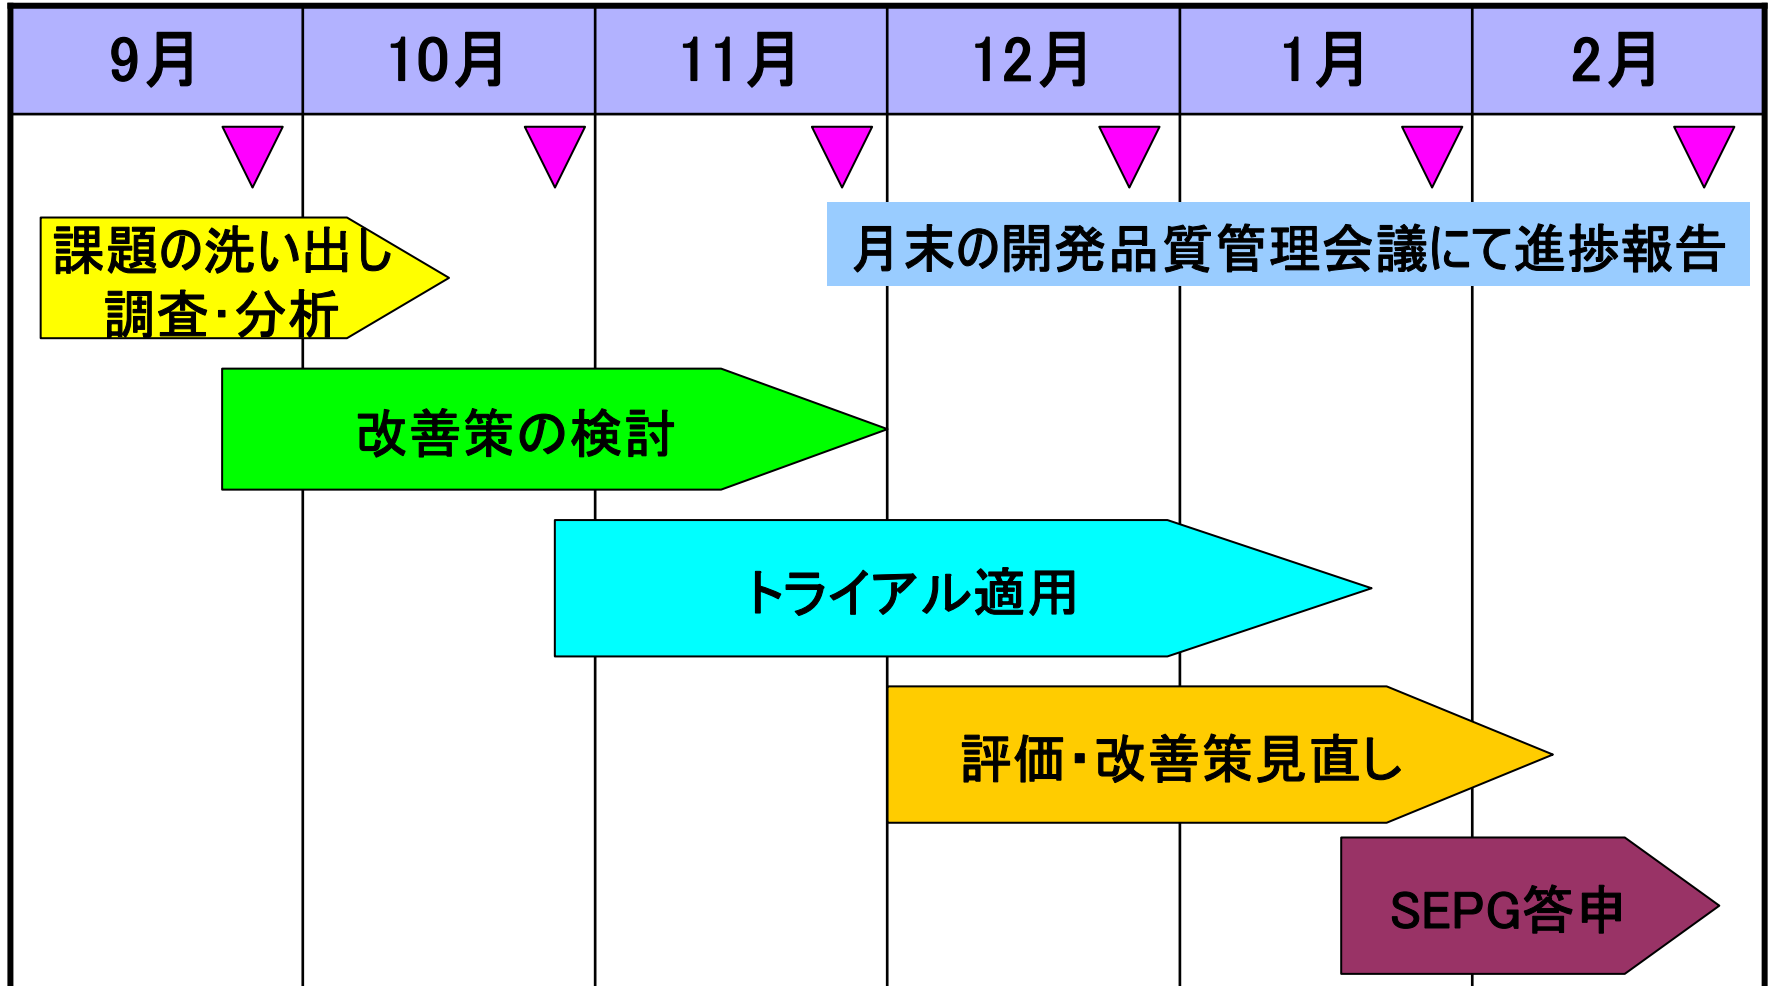 9月 10月 11月 12月 1月 2月
月末の開発品質管理会議にて進捗報告
課題の洗い出し
調査・分析
改善策の検討
トライアル適用
評価・改善策見直し
SEPG答申